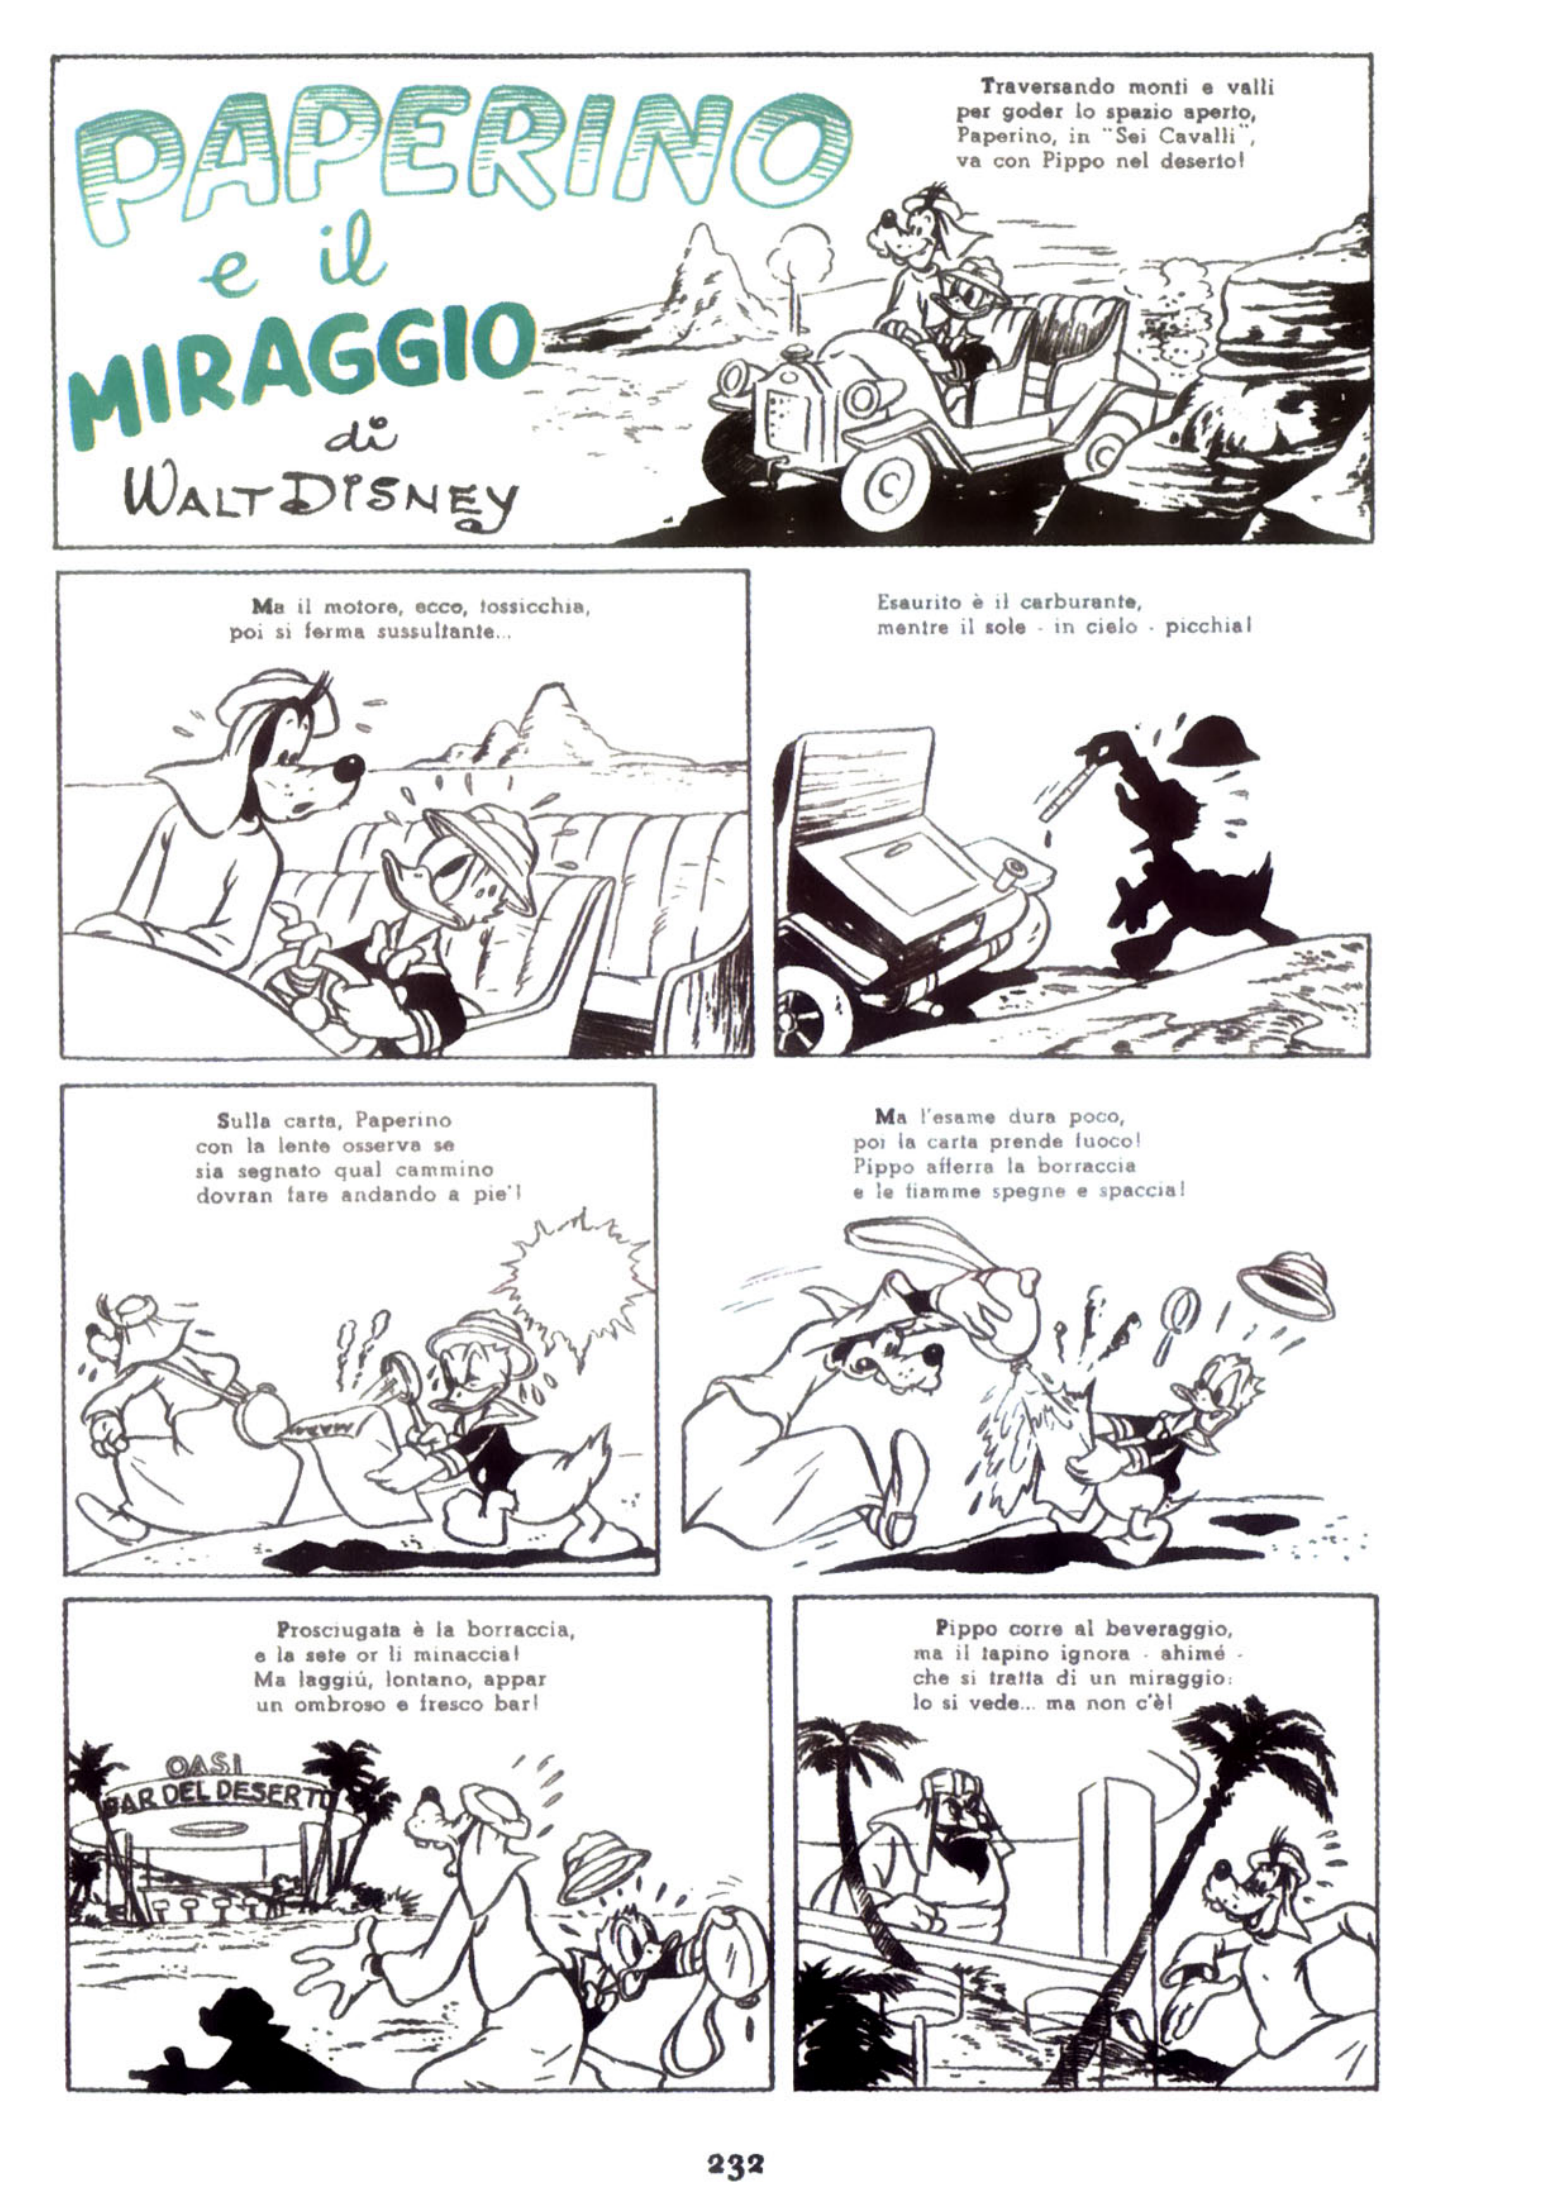 PAPERINO
e il
MIRAGGIO
di
WALT DISNEY
Traversando monti e valli
per goder lo spazio aperto,
Paperino, in "Sei Cavalli",
va con Pippo nel deserto!
Ma il motore, ecco, tossicchia,
poi si ferma sussultante...
Esaurito è il carburante,
mentre il sole - in cielo - picchia!
Sulla carta, Paperino
con la lente osserva se
sia segnato qual cammino
dovran fare andando a pie'!
MAPPA
Ma l'esame dura poco,
poi la carta prende fuoco!
Pippo afferra la borraccia
e le fiamme spegne e spaccia!
Prosciugata è la borraccia,
e la sete or li minaccia!
Ma laggiú, lontano, appar
un ombroso e fresco bar!
OASI
BAR DEL DESERTO
Pippo corre al beveraggio,
ma il tapino ignora - ahimé -
che si tratta di un miraggio:
lo si vede... ma non c'è!
232